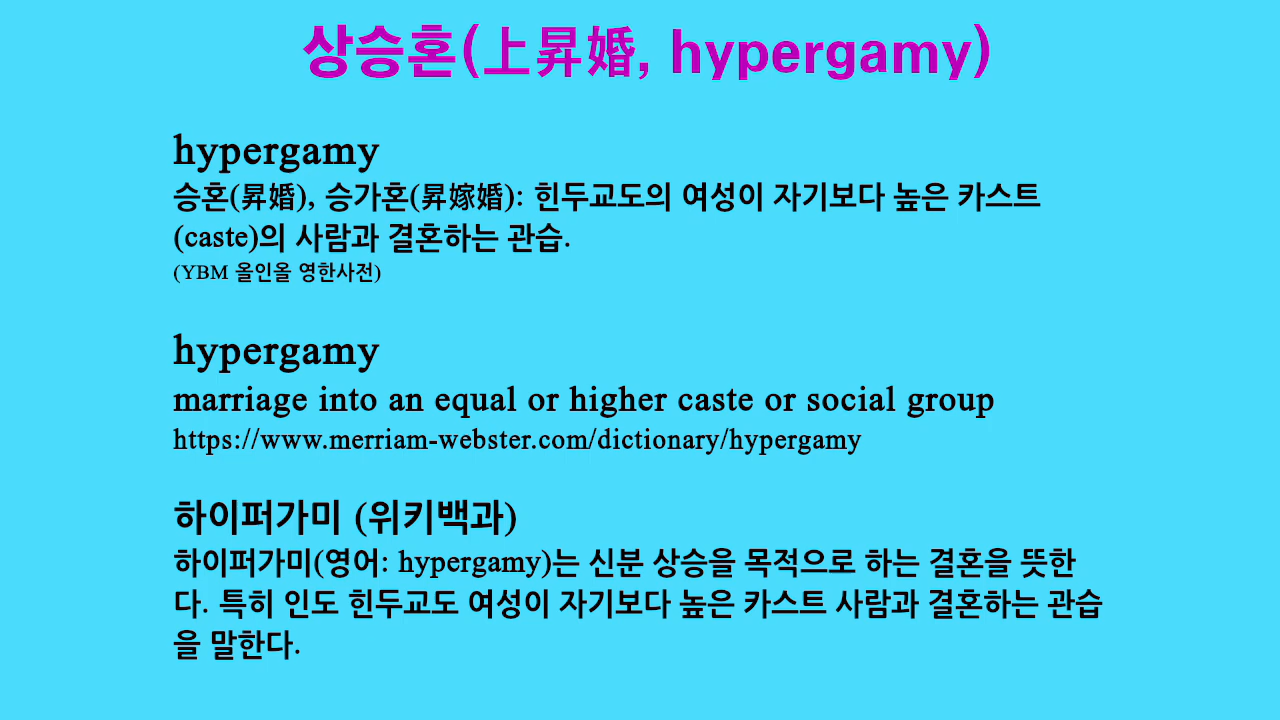 상승혼(上昇婚, hypergamy)
hypergamy
승혼(昇婚), 승가혼(昇嫁婚): 힌두교도의 여성이 자기보다 높은 카스트
(caste)의 사람과 결혼하는 관습.
(YBM 올인올 영한사전)
hypergamy
marriage into an equal or higher caste or social group
https://www.merriam-webster.com/dictionary/hypergamy
하이퍼가미 (위키백과)
하이퍼가미(영어: hypergamy)는 신분 상승을 목적으로 하는 결혼을 뜻한
다. 특히 인도 힌두교도 여성이 자기보다 높은 카스트 사람과 결혼하는 관습
을 말한다.